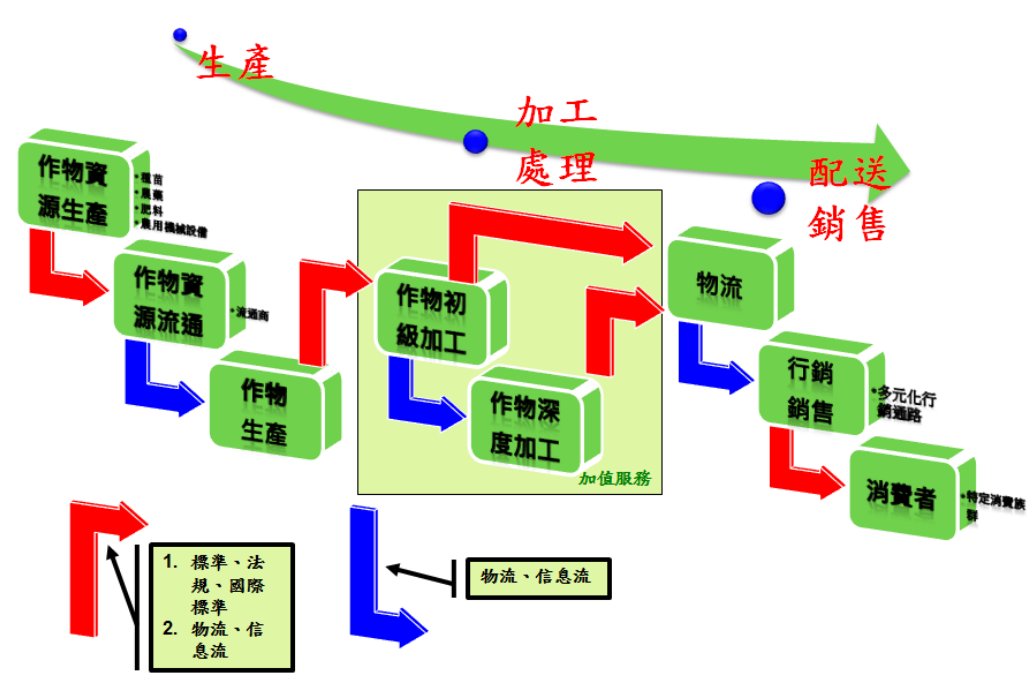 生產
加工
處理
配送
銷售
作物資
源生產
•種苗
•農藥
•肥料
•農用機械設備
作物資
源流通
•流通商
作物
生產
作物初
級加工
作物深
度加工
加值服務
物流
行銷
銷售
•多元化行
銷通路
消費者
•特定消費族
群
1. 標準、法
規、國際
標準
2. 物流、信
息流
物流、信息流